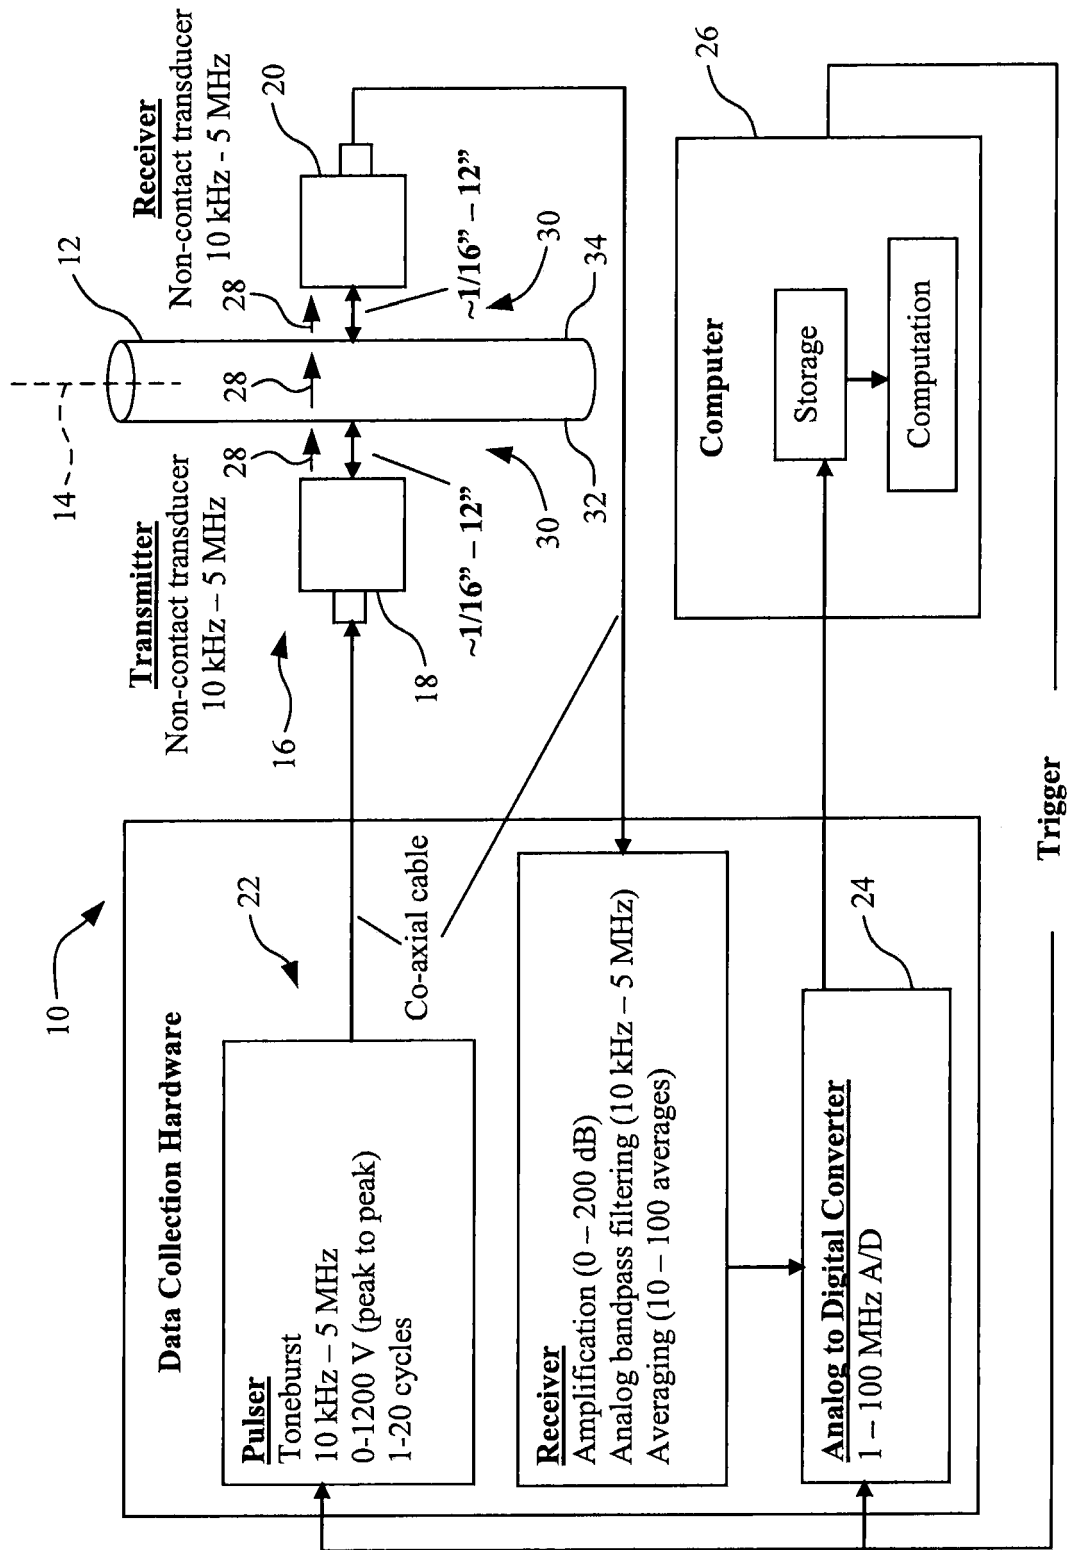 10
Data Collection Hardware
Pulser
Toneburst
10 kHz – 5 MHz
0-1200 V (peak to peak)
1-20 cycles
22
Co-axial cable
Receiver
Amplification (0 – 200 dB)
Analog bandpass filtering (10 kHz – 5 MHz)
Averaging (10 – 100 averages)
Analog to Digital Converter
1 – 100 MHz A/D
24
Transmitter
Non-contact transducer
10 kHz – 5 MHz
16
18
~1/16” – 12”
14
12
28
28
28
30
30
32
34
Receiver
Non-contact transducer
10 kHz - 5 MHz
20
~1/16” – 12”
Computer
26
Storage
Computation
Trigger